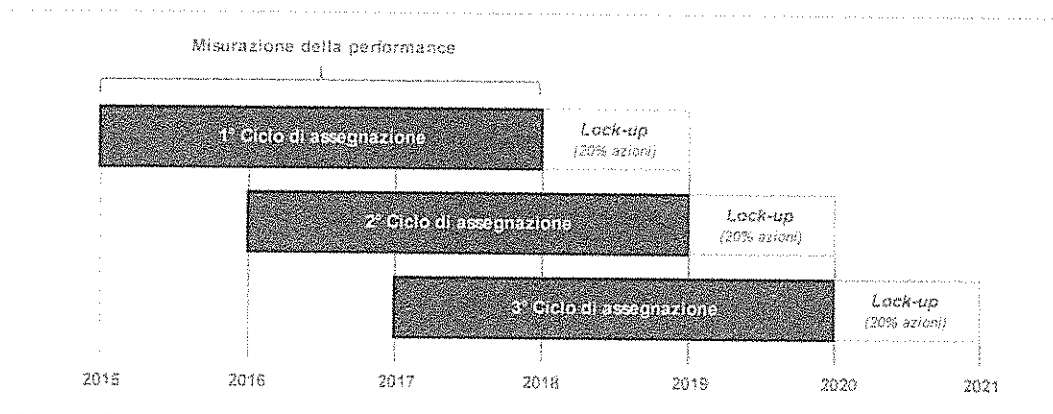 Misurazione della performance
1° Ciclo di assegnazione
Lock-up
(20% azioni)
2° Ciclo di assegnazione
Lock-up
(20% azioni)
3° Ciclo di assegnazione
Lock-up
(20% azioni)
2015 2016 2017 2018 2019 2020 2021